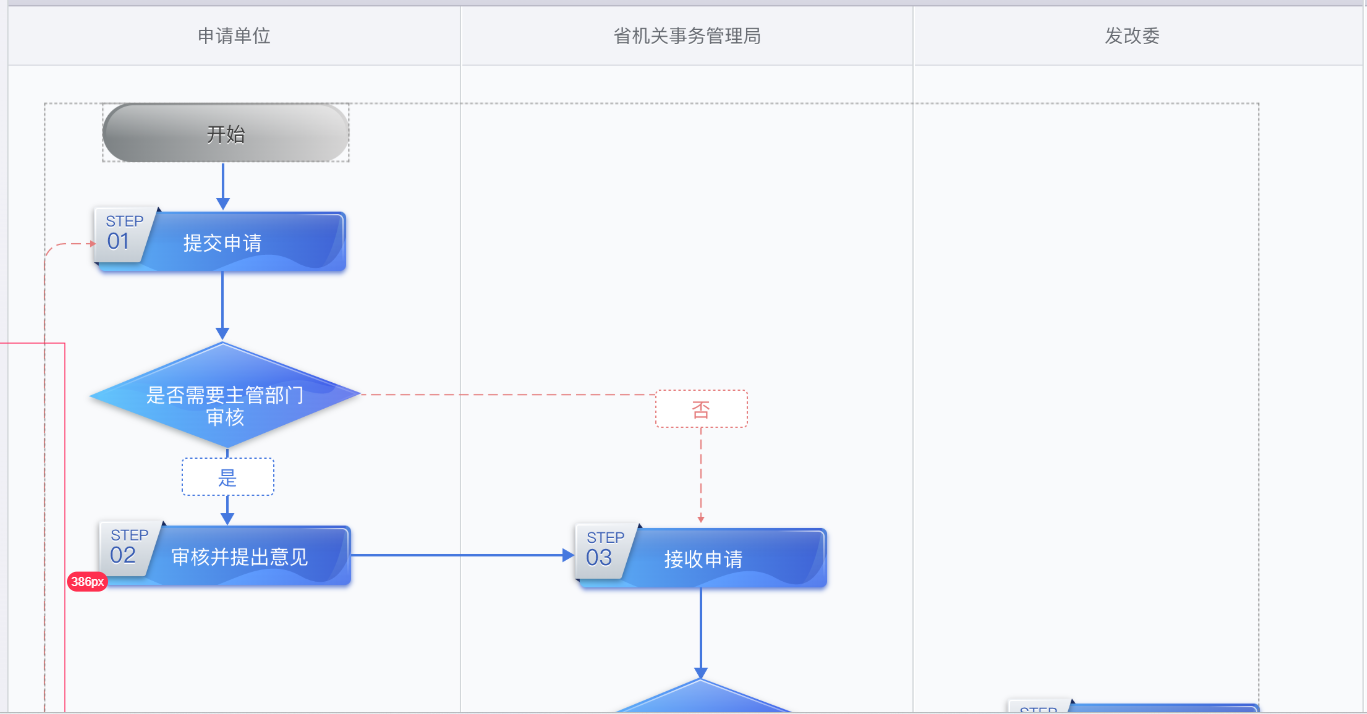 申请单位
省机关事务管理局
发改委
开始
STEP
01
提交申请
是否需要主管部门
审核
否
是
STEP
02
审核并提出意见
STEP
03
接收申请
386px
STEP